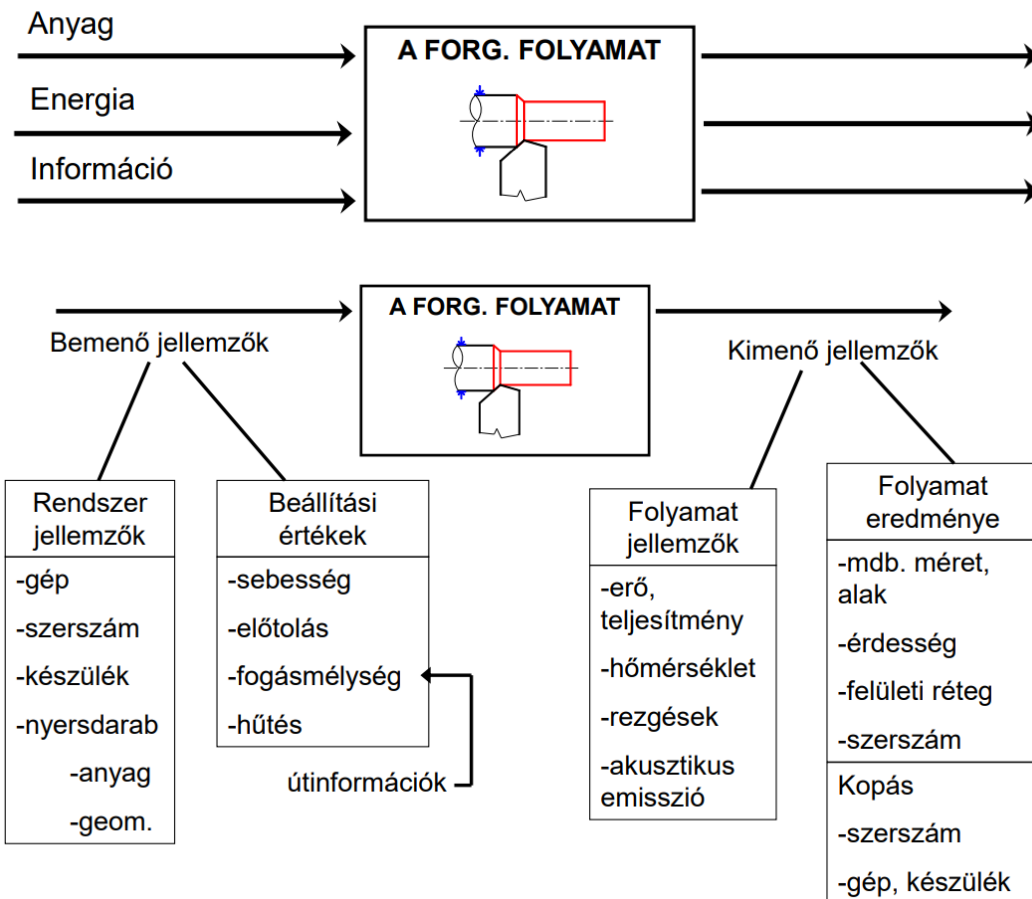 Anyag
Energia
Információ
A FORG. FOLYAMAT
A FORG. FOLYAMAT
Bemenő jellemzők
Kimenő jellemzők
Rendszer
jellemzők
-gép
-szerszám
-készülék
-nyersdarab
-anyag
-geom.
Beállítási
értékek
-sebesség
-előtolás
-fogásmélység
-hűtés
útinformációk
Folyamat
jellemzők
-erő,
teljesítmény
-hőmérséklet
-rezgések
-akusztikus
emisszió
Folyamat
eredménye
-mdb. méret,
alak
-érdesség
-felületi réteg
-szerszám
Kopás
-szerszám
-gép, készülék